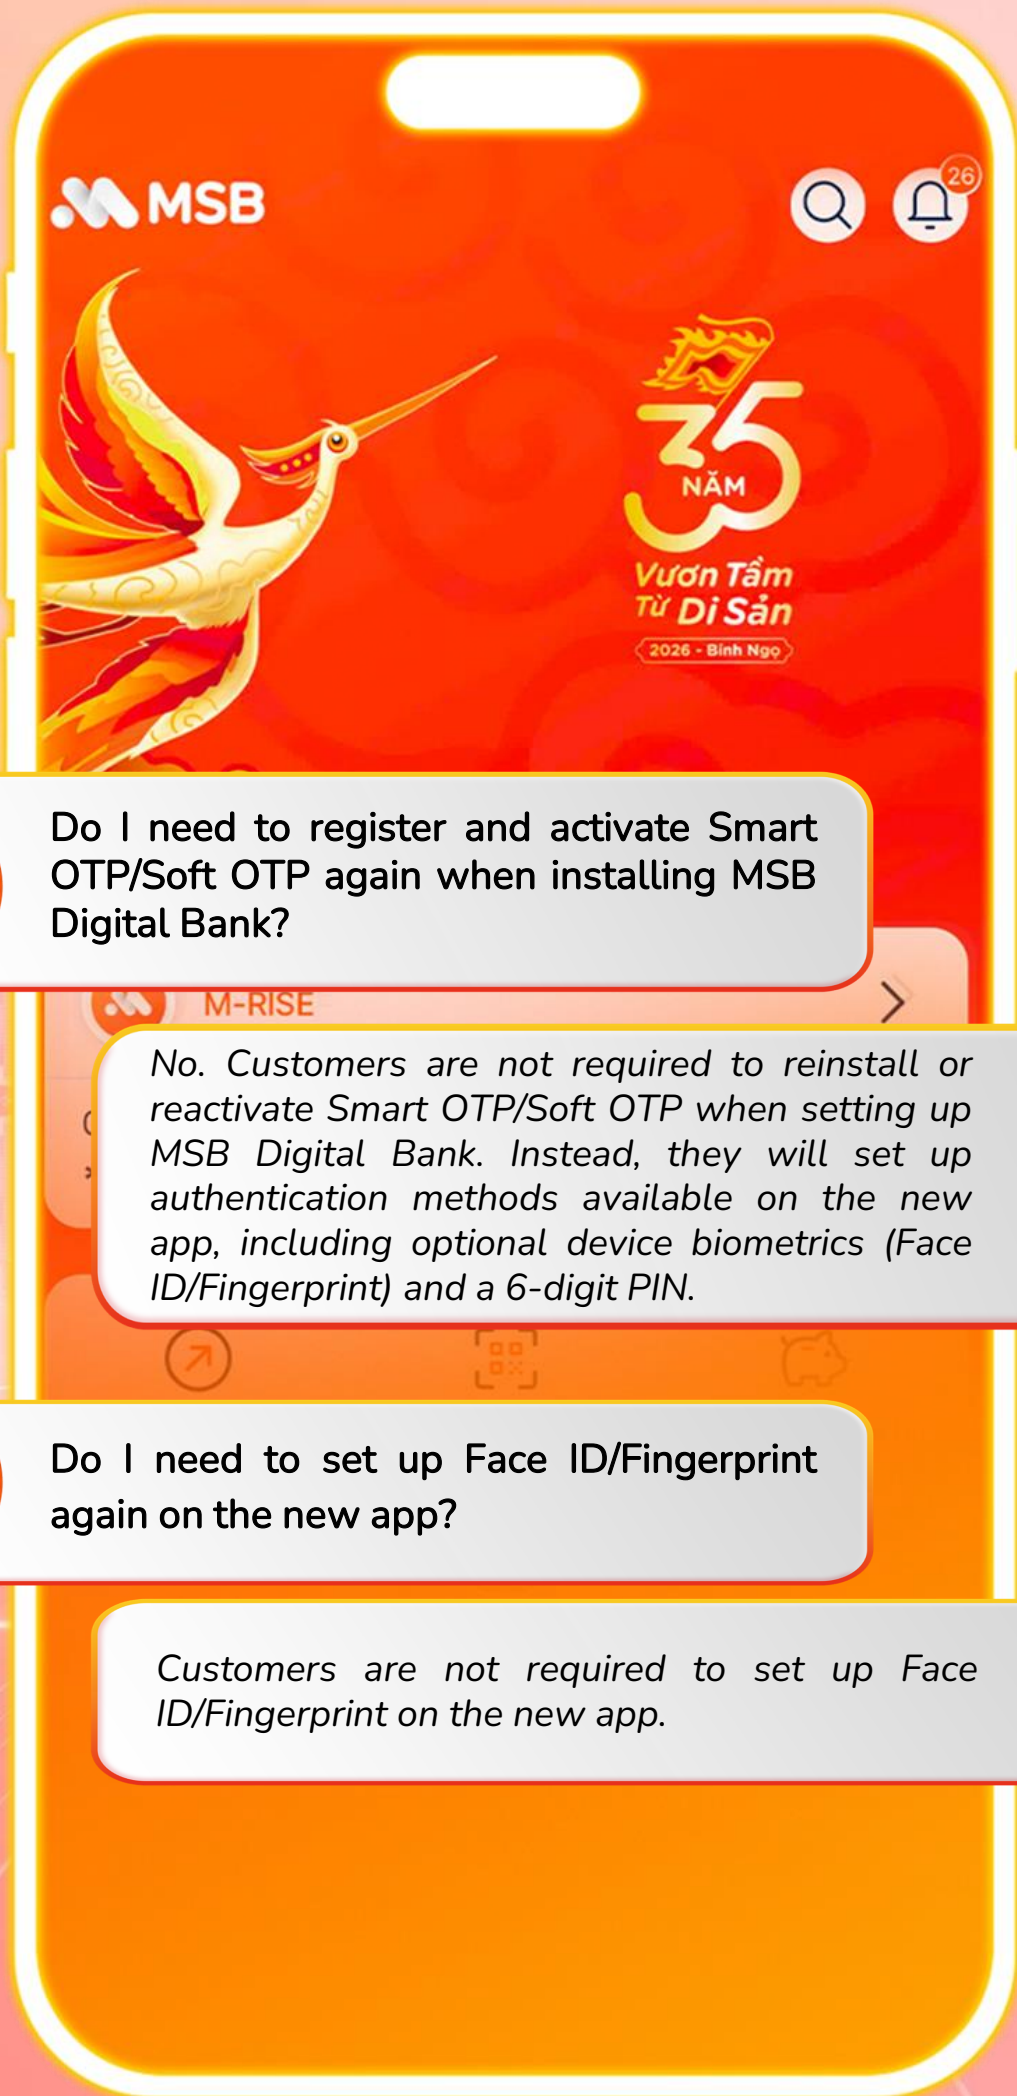 MSB
26
35
NĂM
Vươn Tầm
Từ Di Sản
2026 - Bính Ngọ
Do I need to register and activate Smart
OTP/Soft OTP again when installing MSB
Digital Bank?
M-RISE
No. Customers are not required to reinstall or
reactivate Smart OTP/Soft OTP when setting up
MSB Digital Bank. Instead, they will set up
authentication methods available on the new
app, including optional device biometrics (Face
ID/Fingerprint) and a 6-digit PIN.
Do I need to set up Face ID/Fingerprint
again on the new app?
Customers are not required to set up Face
ID/Fingerprint on the new app.